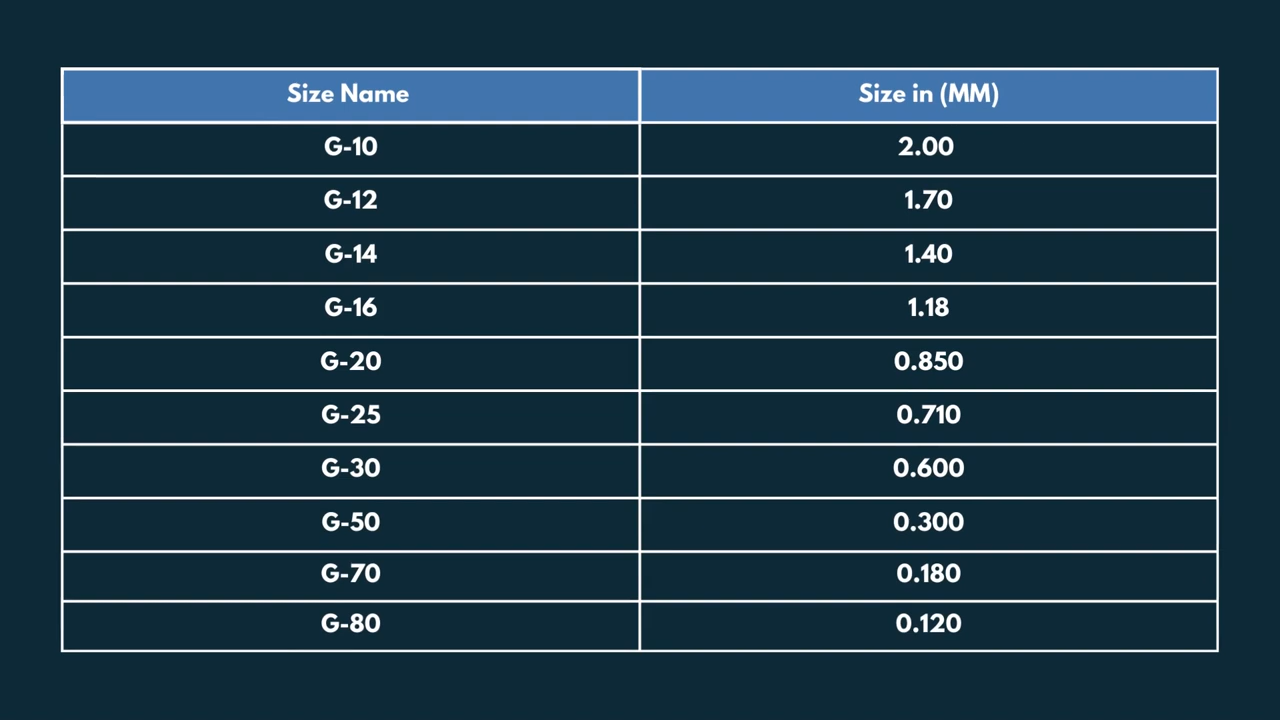 Size Name Size in (MM)
G-10 2.00
G-12 1.70
G-14 1.40
G-16 1.18
G-20 0.850
G-25 0.710
G-30 0.600
G-50 0.300
G-70 0.180
G-80 0.120